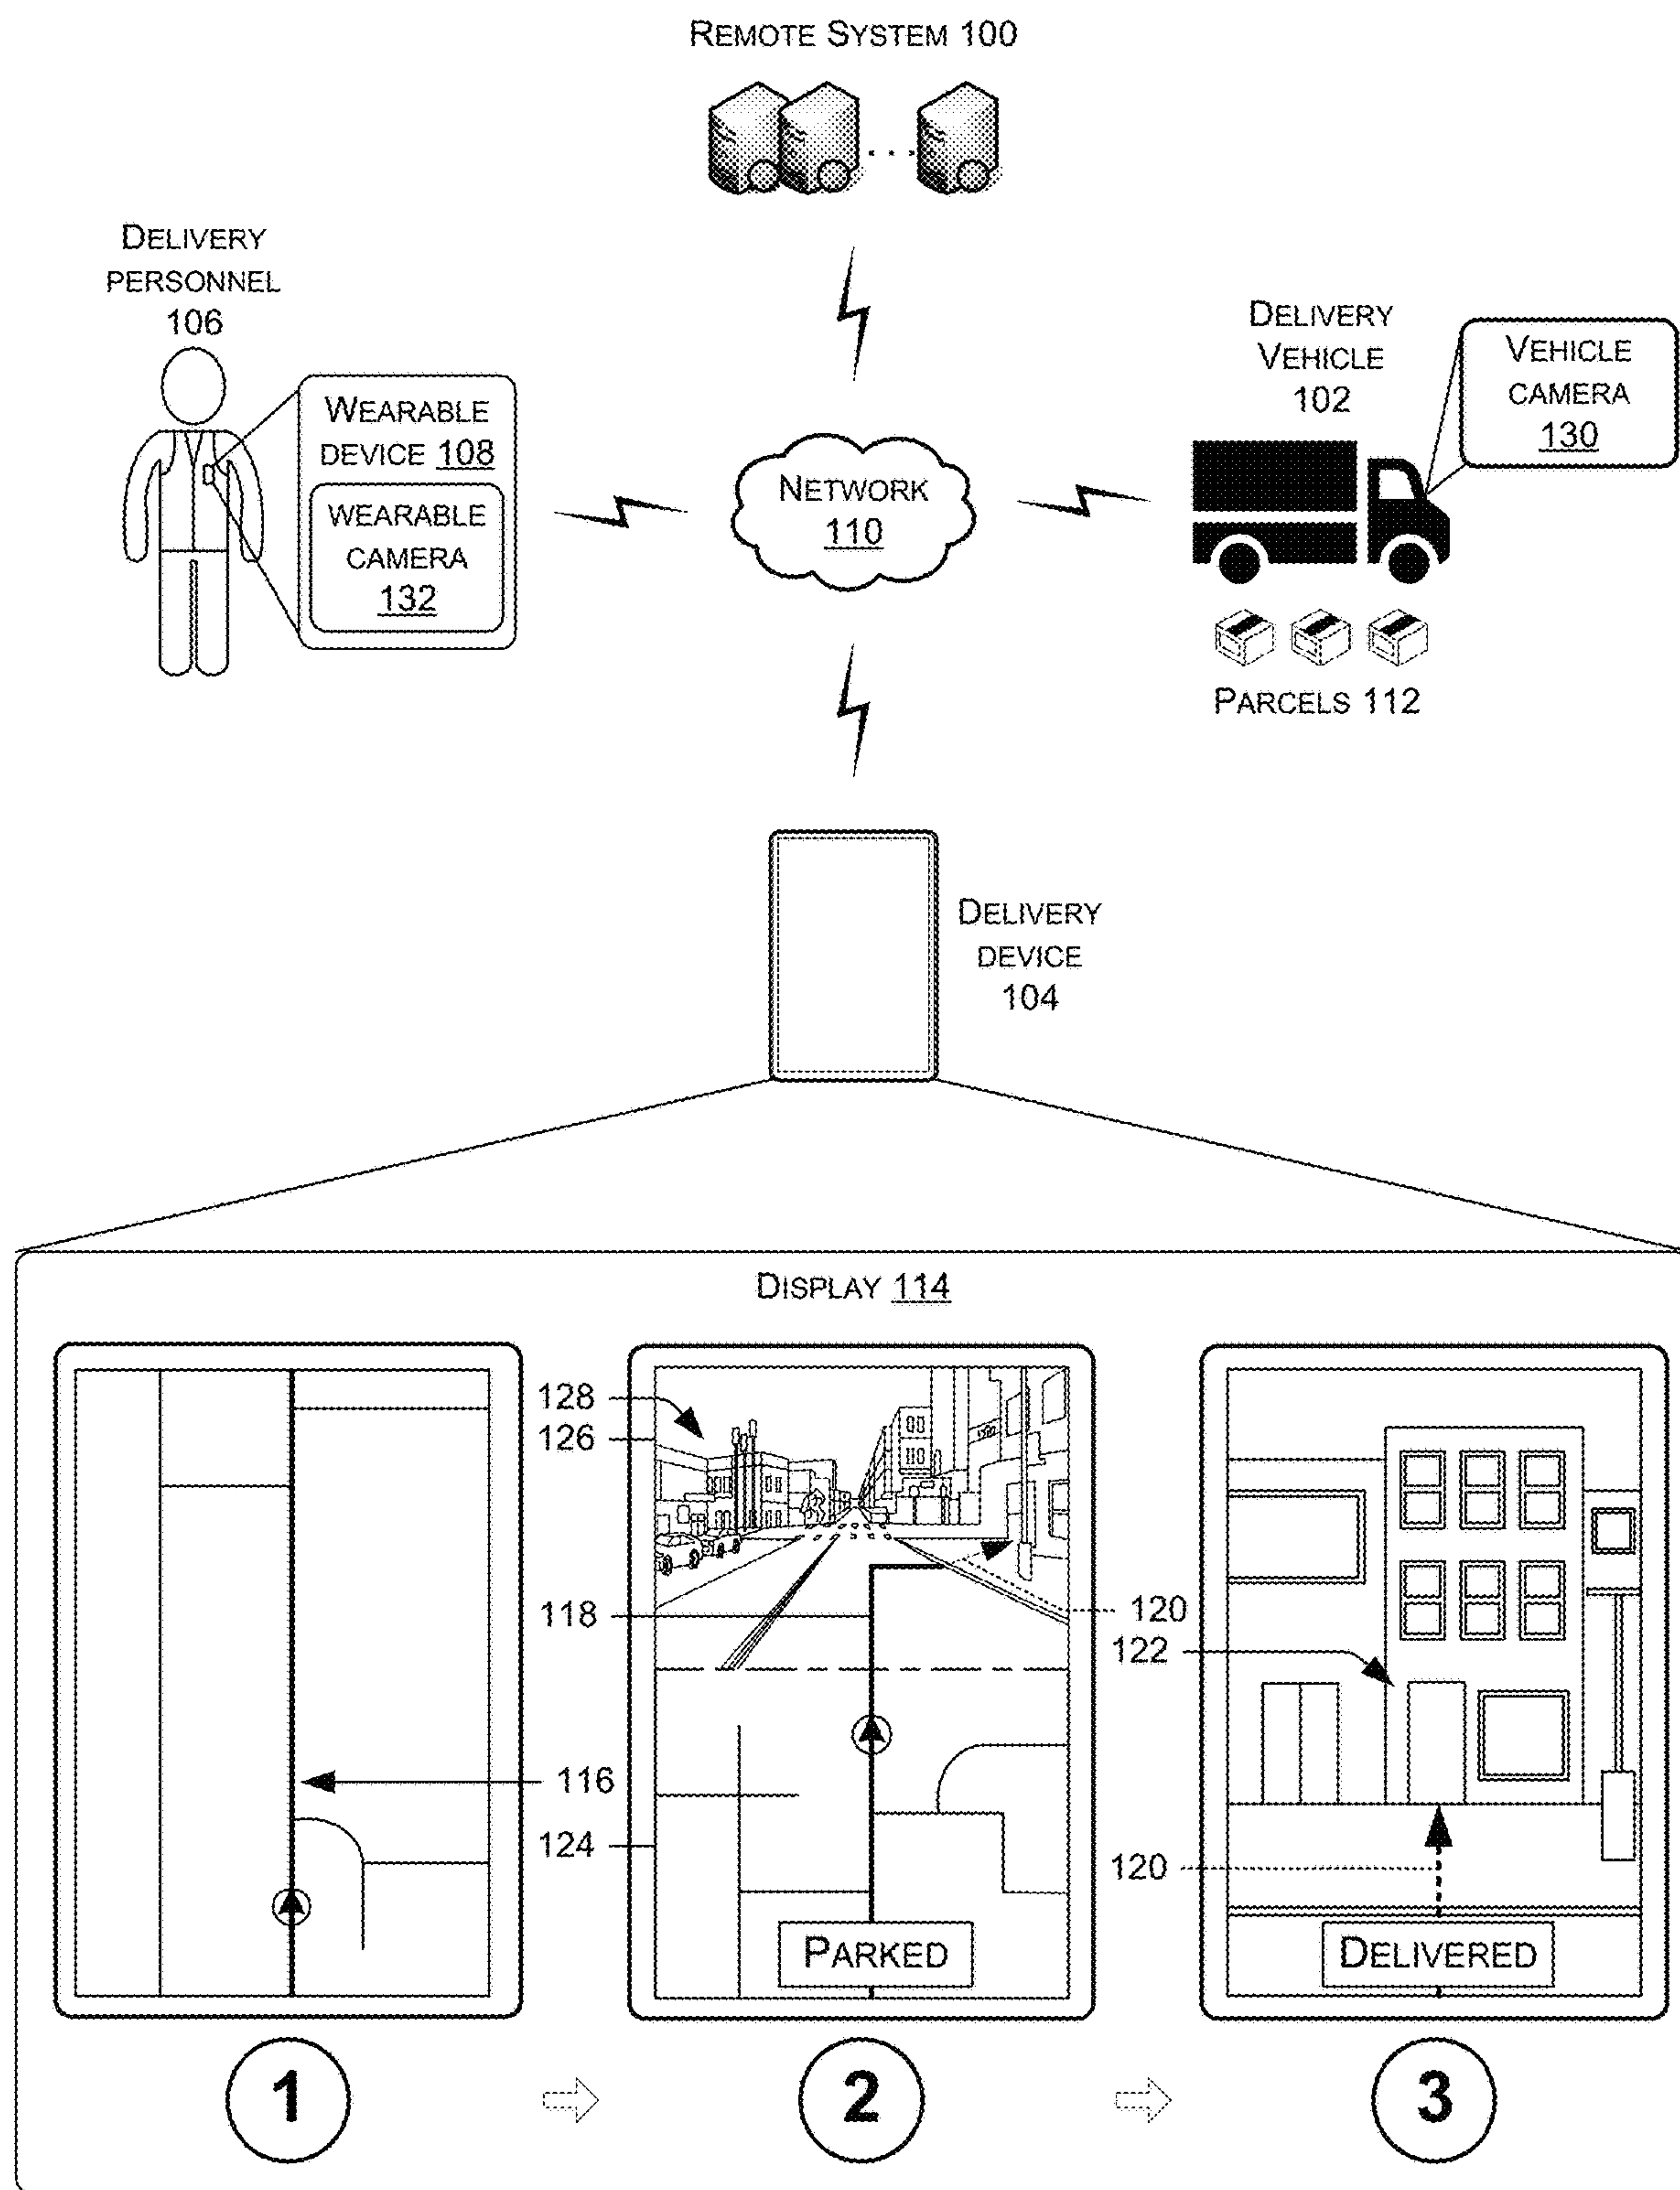 REMOTE SYSTEM 100
DELIVERY
PERSONNEL
106
WEARABLE
DEVICE 108
WEARABLE
CAMERA
132
NETWORK
110
DELIVERY
VEHICLE
102
VEHICLE
CAMERA
130
PARCELS 112
DELIVERY
DEVICE
104
DISPLAY 114
128
126
118
120
122
116
124
120
PARKED
DELIVERED
1
2
3